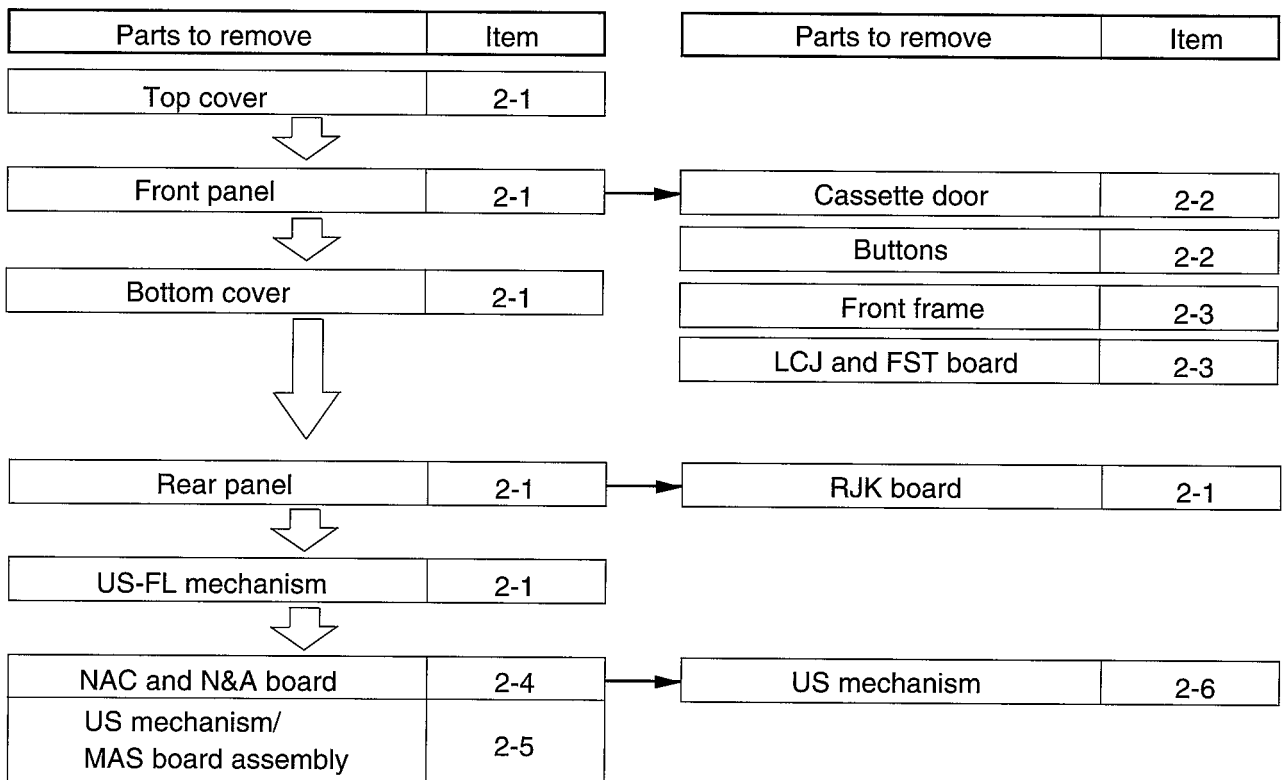 Parts to remove Item
Top cover 2-1
Front panel 2-1
Bottom cover 2-1
Rear panel 2-1
US-FL mechanism 2-1
NAC and N&A board 2-4
US mechanism/
MAS board assembly 2-5
Parts to remove Item
Cassette door 2-2
Buttons 2-2
Front frame 2-3
LCJ and FST board 2-3
RJK board 2-1
US mechanism 2-6